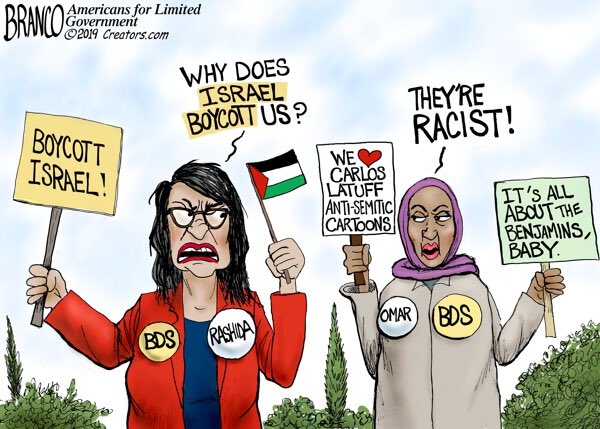 BRANCO
Americans for Limited
Government
©2019 Creators.com
WHY DOES
ISRAEL
BOYCOTT US?
THEY'RE
RACIST!
BOYCOTT
ISRAEL!
WE ❤
CARLOS
LATUFF
ANTI-SEMITIC
CARTOONS!
IT'S ALL
ABOUT THE
BENJAMINS,
BABY.
BDS
RASHIDA
OMAR
BDS